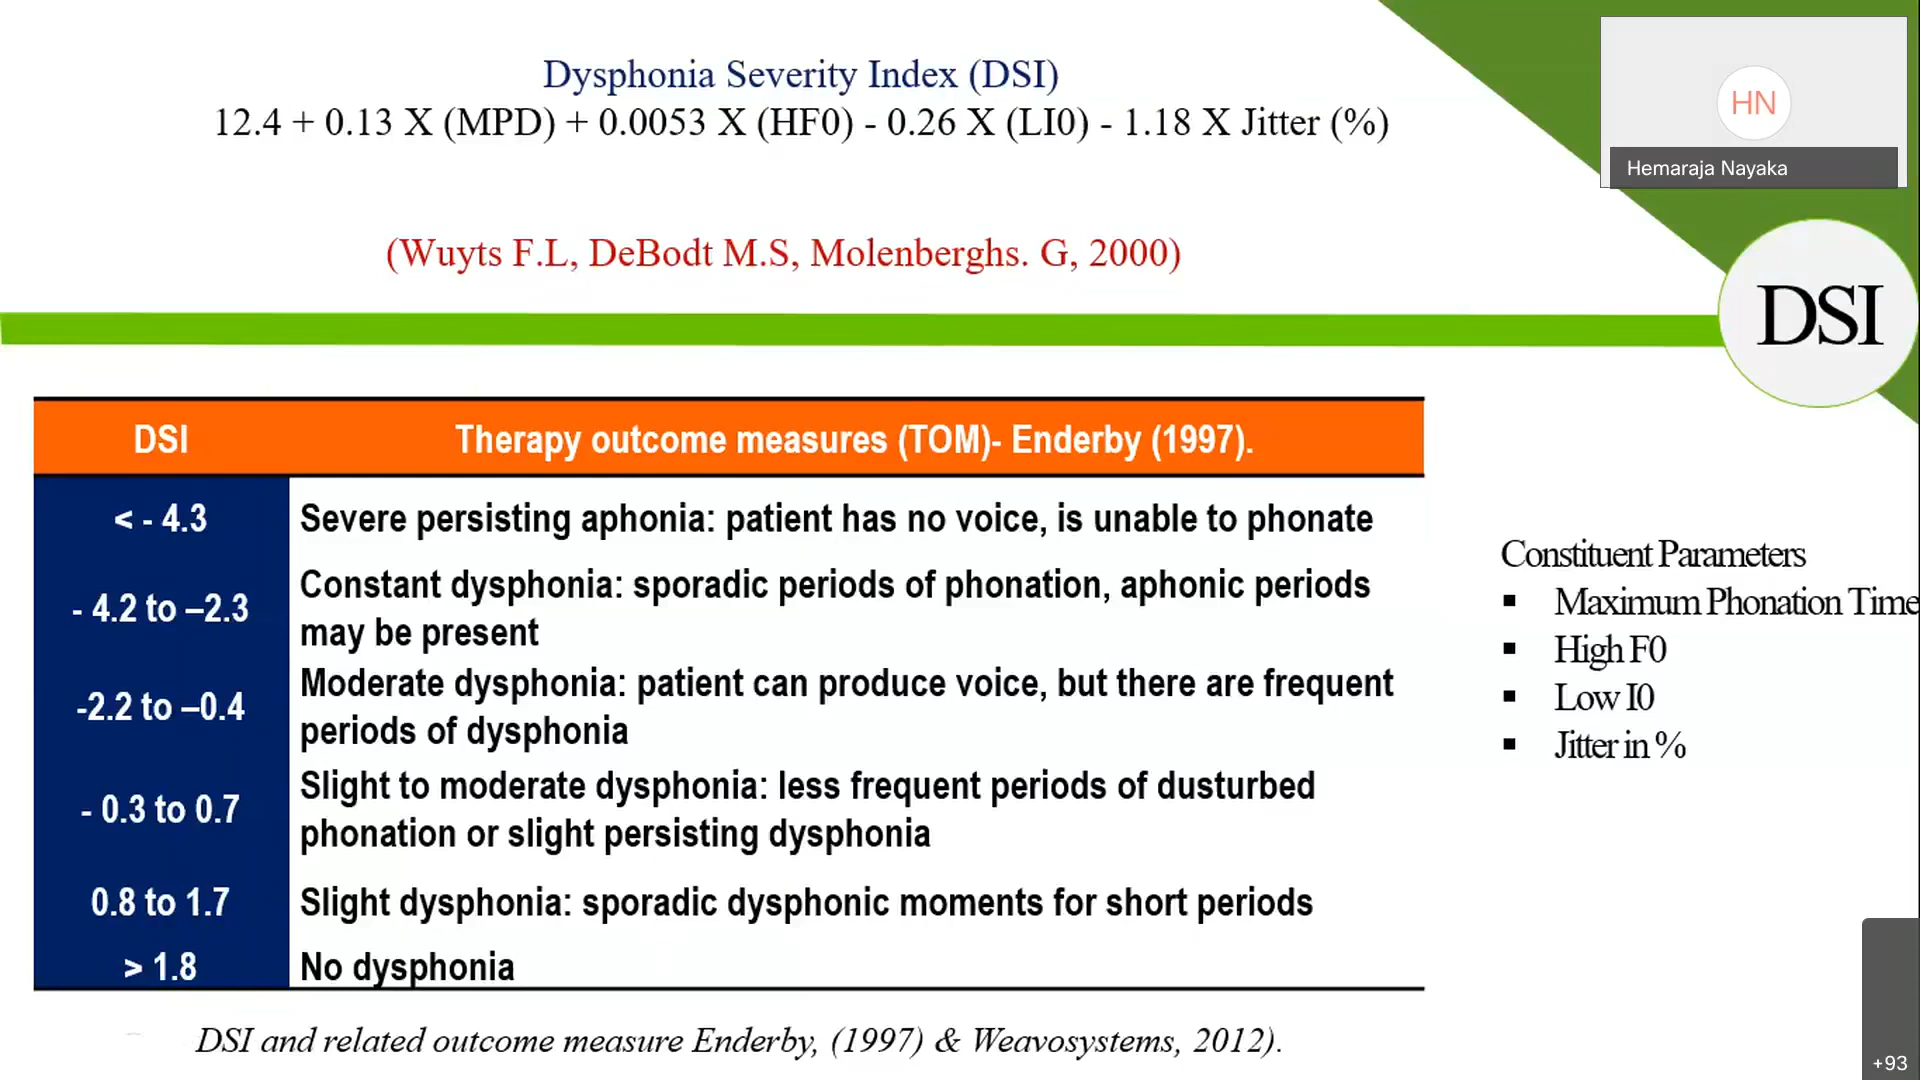 Dysphonia Severity Index (DSI)
12.4 + 0.13 X (MPD) + 0.0053 X (HF0) - 0.26 X (LI0) - 1.18 X Jitter (%)
(Wuyts F.L, DeBodt M.S, Molenberghs. G, 2000)
HN
Hemaraja Nayaka
DSI
DSI
Therapy outcome measures (TOM)- Enderby (1997).
< - 4.3
Severe persisting aphonia: patient has no voice, is unable to phonate
- 4.2 to –2.3
Constant dysphonia: sporadic periods of phonation, aphonic periods
may be present
-2.2 to –0.4
Moderate dysphonia: patient can produce voice, but there are frequent
periods of dysphonia
- 0.3 to 0.7
Slight to moderate dysphonia: less frequent periods of dusturbed
phonation or slight persisting dysphonia
0.8 to 1.7
Slight dysphonia: sporadic dysphonic moments for short periods
> 1.8
No dysphonia
DSI and related outcome measure Enderby, (1997) & Weavosystems, 2012).
Constituent Parameters
▪ Maximum Phonation Time
▪ High F0
▪ Low I0
▪ Jitter in %
+93